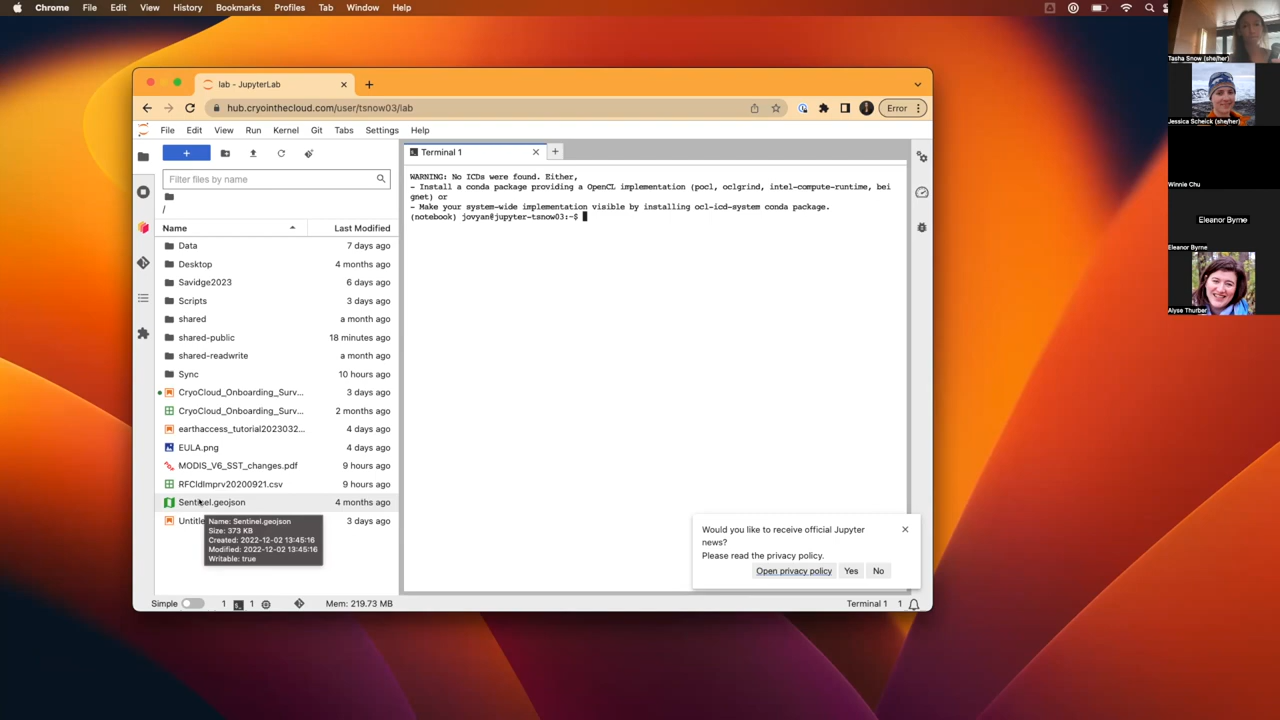 Chrome File Edit View History Bookmarks Profiles Tab Window Help
lab - JupyterLab
hub.cryointhecloud.com/user/tsnow03/lab
Error
File Edit View Run Kernel Git Tabs Settings Help
Filter files by name
/
Name Last Modified
Data 7 days ago
Desktop 4 months ago
Savidge2023 6 days ago
Scripts 3 days ago
shared a month ago
shared-public 18 minutes ago
shared-readwrite a month ago
Sync 10 hours ago
CryoCloud_Onboarding_Surv... 3 days ago
CryoCloud_Onboarding_Surv... 2 months ago
earthaccess_tutorial2023032... 4 days ago
EULA.png 4 days ago
MODIS_V6_SST_changes.pdf 9 hours ago
RFCldImprv20200921.csv 9 hours ago
Sentinel.geojson 4 months ago
Untitle 3 days ago
Name: Sentinel.geojson
Size: 373 KB
Created: 2022-12-02 13:45:16
Modified: 2022-12-02 13:45:16
Writable: true
Terminal 1
WARNING: No ICDs were found. Either,
- Install a conda package providing a OpenCL implementation (pocl, oclgrind, intel-compute-runtime, bei
gnet) or
- Make your system-wide implementation visible by installing ocl-icd-system conda package.
(notebook) jovyan@jupyter-tsnow03:~$
Would you like to receive official Jupyter
news?
Please read the privacy policy.
Open privacy policy Yes No
Simple 1 1 Mem: 219.73 MB Terminal 1 1
Tasha Snow (she/her)
Jessica Scheick (she/her)
Winnie Chu
Eleanor Byrne
Eleanor Byrne
Alyse Thurber